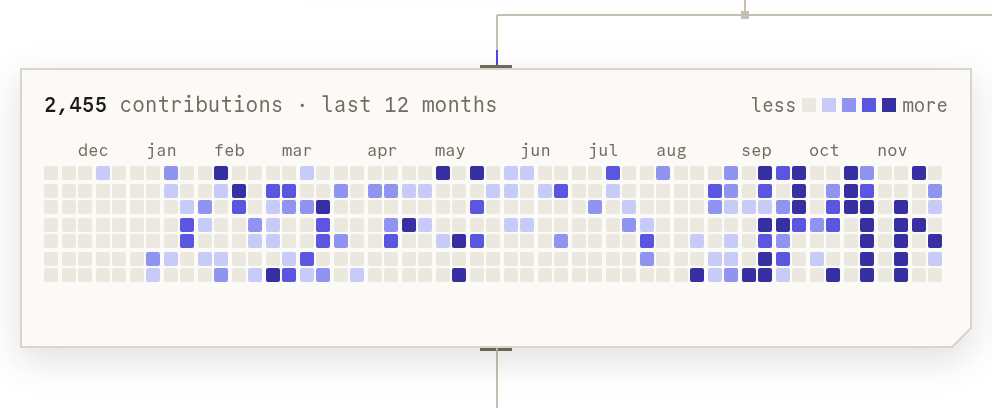 2,455 contributions · last 12 months
less more
dec jan feb mar apr may jun jul aug sep oct nov